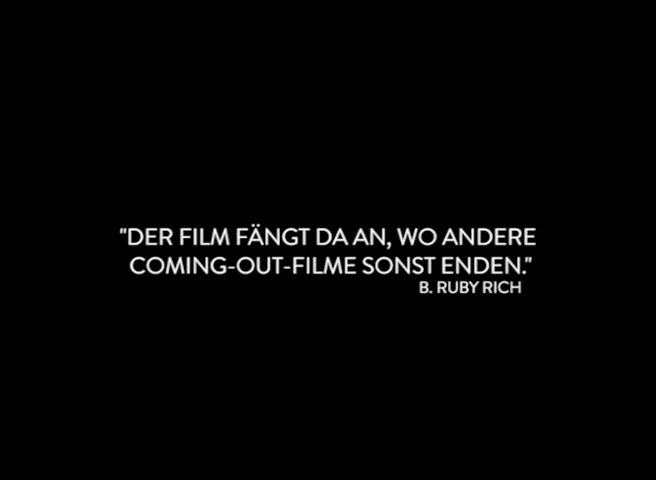 "DER FILM FÄNGT DA AN, WO ANDERE
COMING-OUT-FILME SONST ENDEN."
B. RUBY RICH